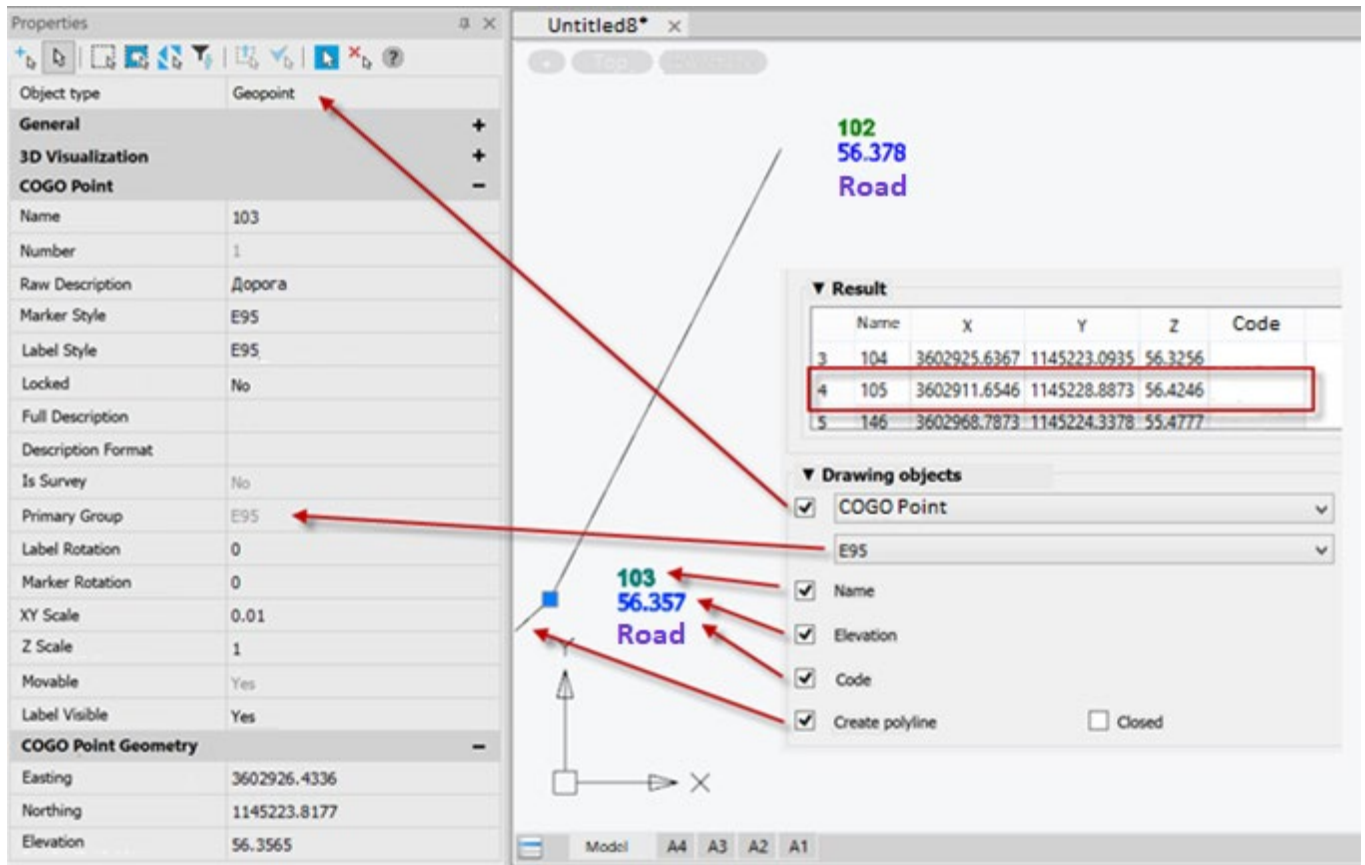 Properties
Object type Geopoint
General +
3D Visualization +
COGO Point −
Name 103
Number 1
Raw Description Дорога
Marker Style E95
Label Style E95
Locked No
Full Description
Description Format
Is Survey No
Primary Group E95
Label Rotation 0
Marker Rotation 0
XY Scale 0.01
Z Scale 1
Movable Yes
Label Visible Yes
COGO Point Geometry −
Easting 3602926.4336
Northing 1145223.8177
Elevation 56.3565
Untitled8*
Top
102
56.378
Road
Result
Name X Y Z Code
3 104 3602925.6367 1145223.0935 56.3256
4 105 3602911.6546 1145228.8873 56.4246
5 146 3602968.7873 1145224.3378 55.4777
Drawing objects
COGO Point
E95
Name
Elevation
Code
Create polyline Closed
103
56.357
Road
Y
X
Model A4 A3 A2 A1